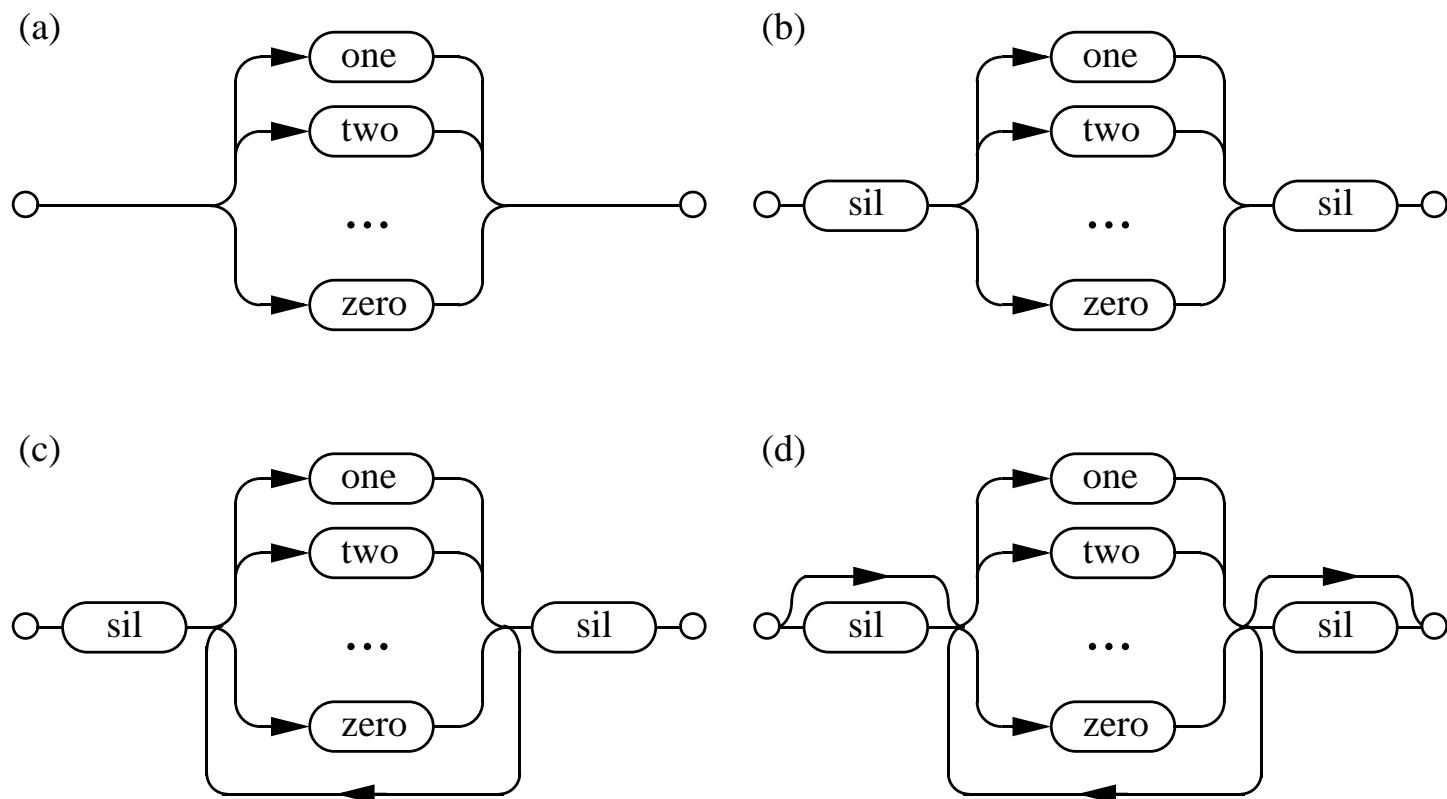 (a)
one
two
...
zero
(b)
one
two
sil
sil
...
zero
(c)
one
two
sil
sil
...
zero
(d)
one
two
sil
sil
...
zero